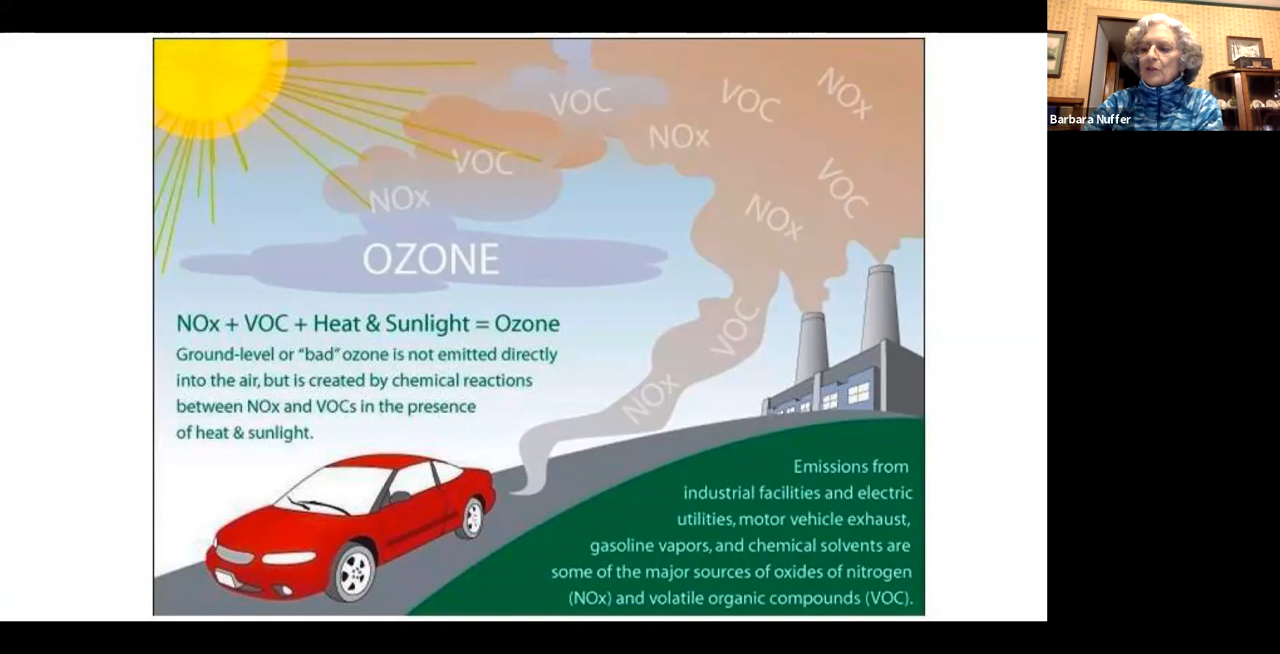 Barbara Nuffer
VOC
VOC
NOx
NOx
VOC
VOC
NOx
NOx
OZONE
VOC
NOx
NOx + VOC + Heat & Sunlight = Ozone
Ground-level or "bad" ozone is not emitted directly
into the air, but is created by chemical reactions
between NOx and VOCs in the presence
of heat & sunlight.
Emissions from
industrial facilities and electric
utilities, motor vehicle exhaust,
gasoline vapors, and chemical solvents are
some of the major sources of oxides of nitrogen
(NOx) and volatile organic compounds (VOC).